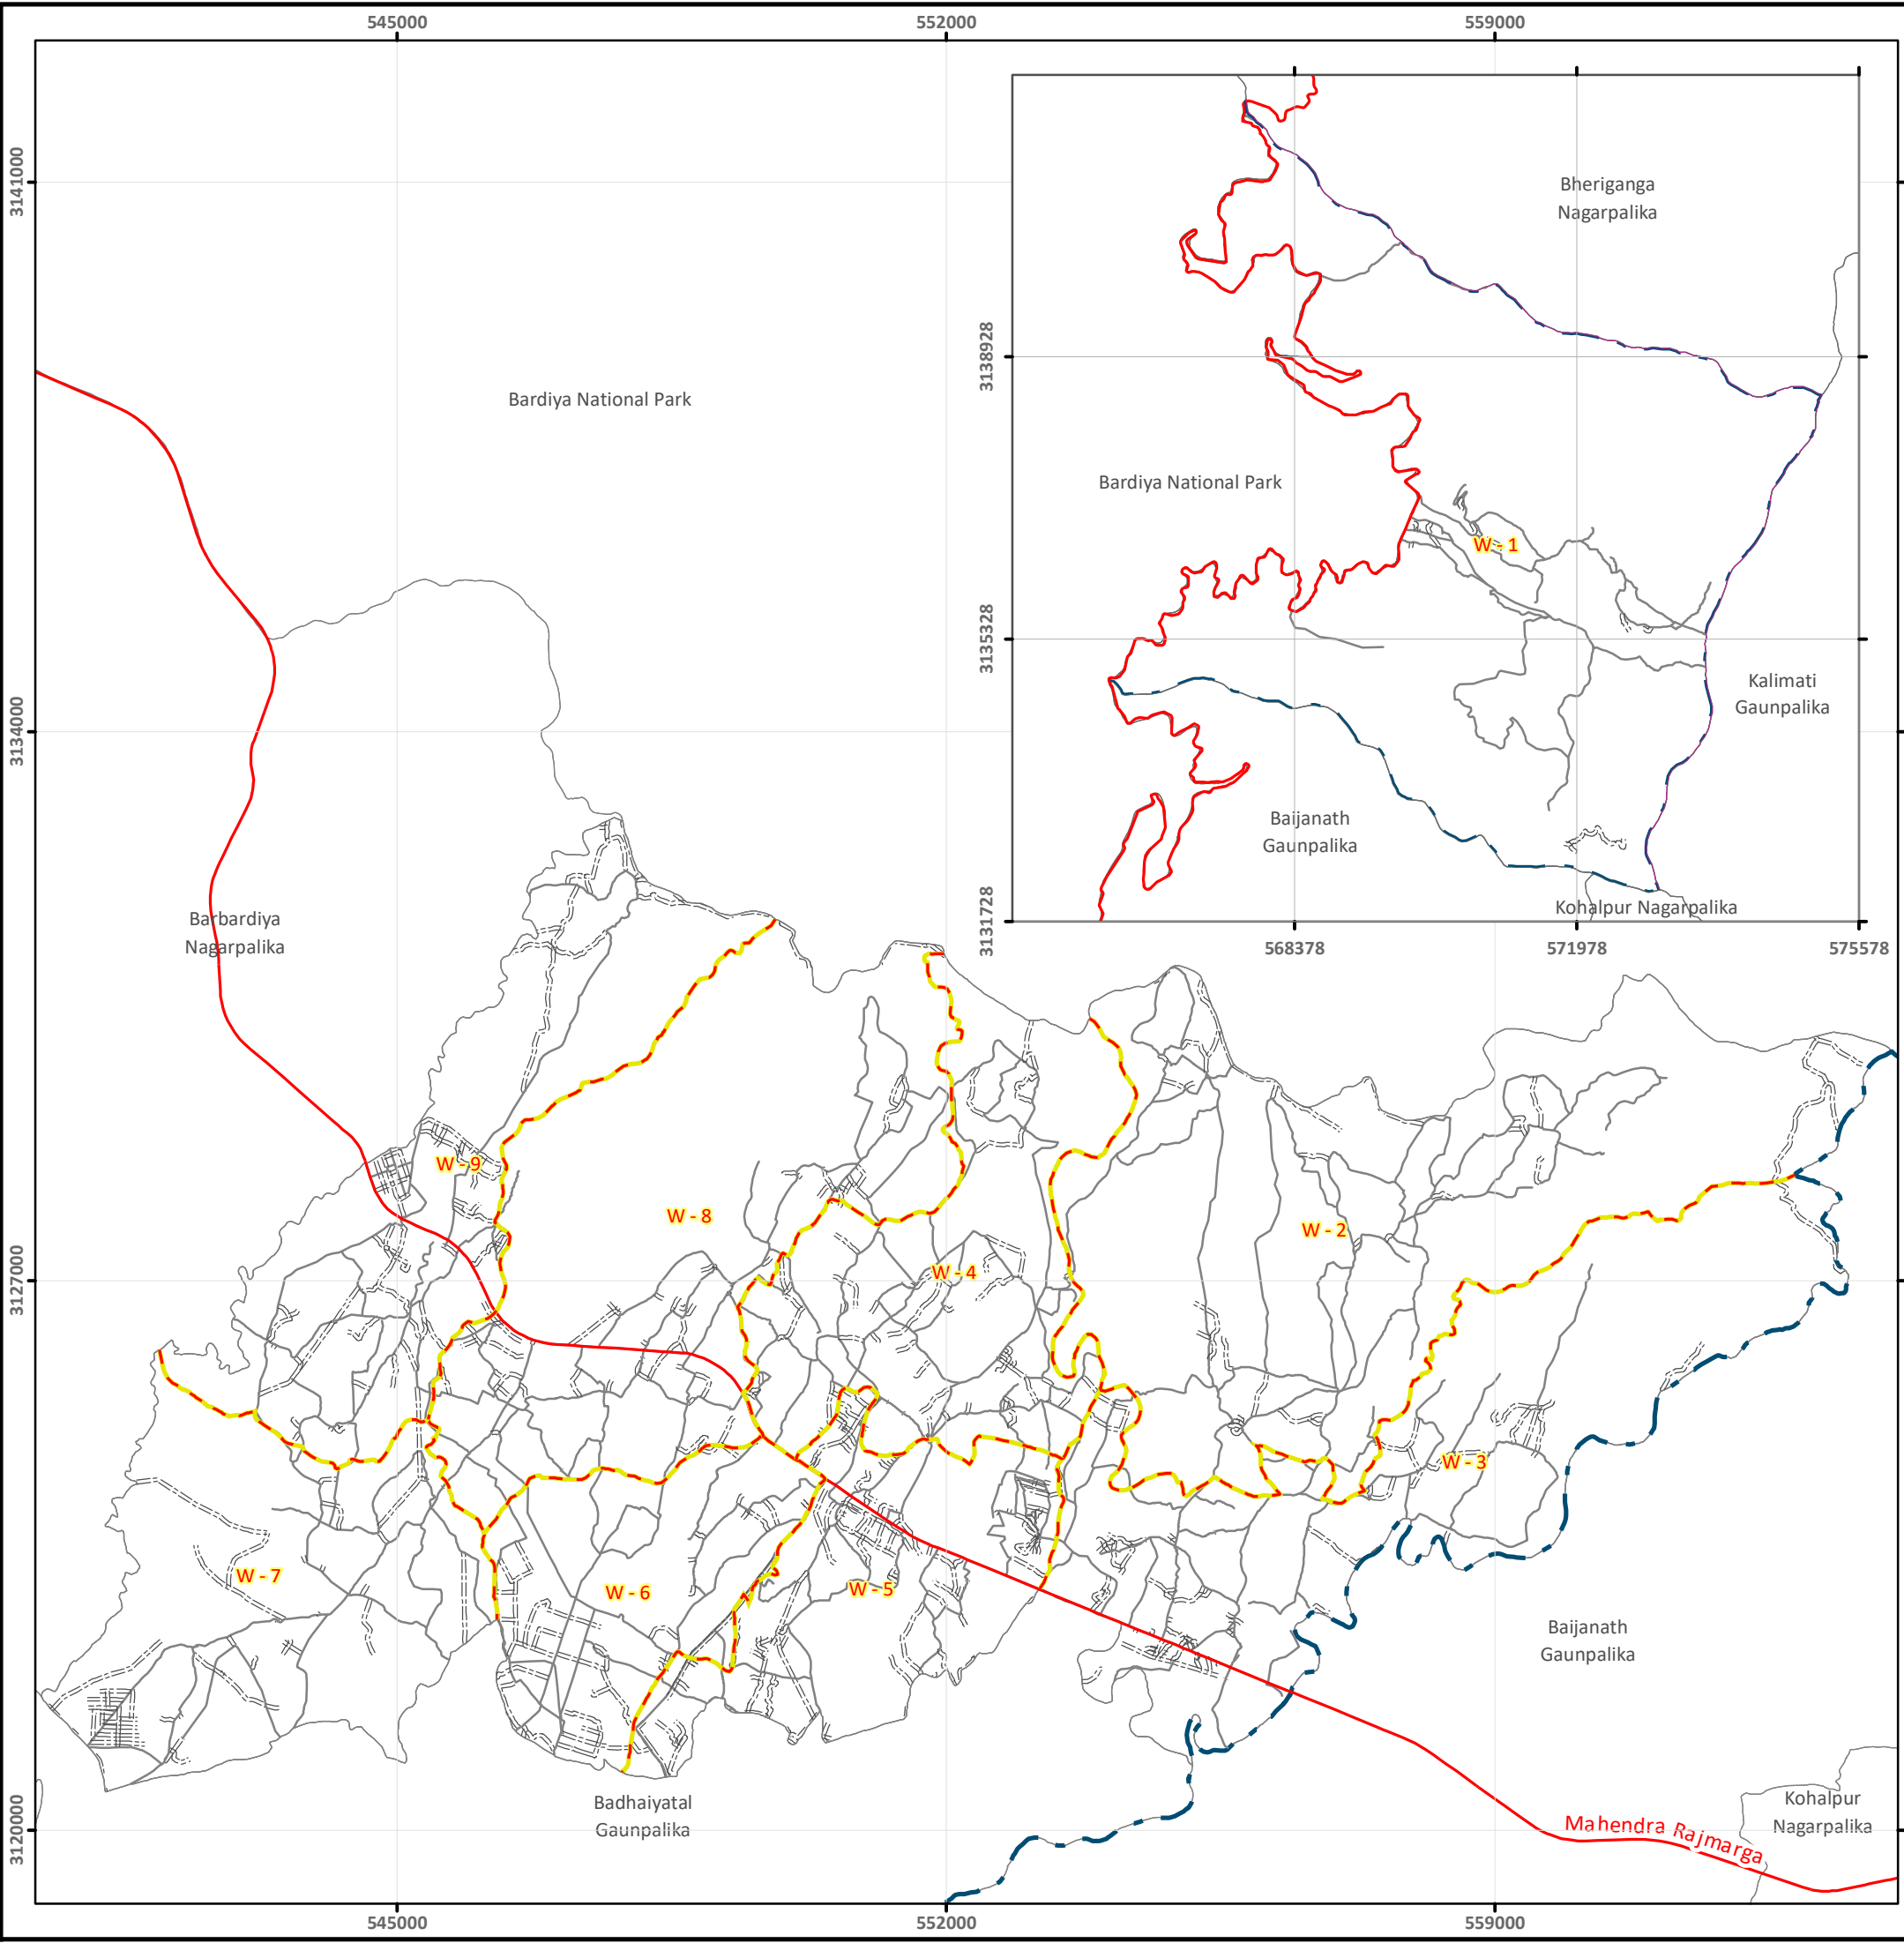 545000
552000
559000
3141000
3134000
3127000
3120000
Bheriganga
Nagarpalika
3138928
Bardiya National Park
Bardiya National Park
W - 1
3135328
Kalimati
Gaunpalika
Baijanath
Gaunpalika
Kohalpur Nagarpalika
3131728
568378
571978
575578
Barbardiya
Nagarpalika
W - 9
W - 8
W - 2
W - 4
W - 3
W - 7
W - 6
W - 5
Baijanath
Gaunpalika
Badhaiyatal
Gaunpalika
Kohalpur
Nagarpalika
Mahendra Rajmarga
545000
552000
559000